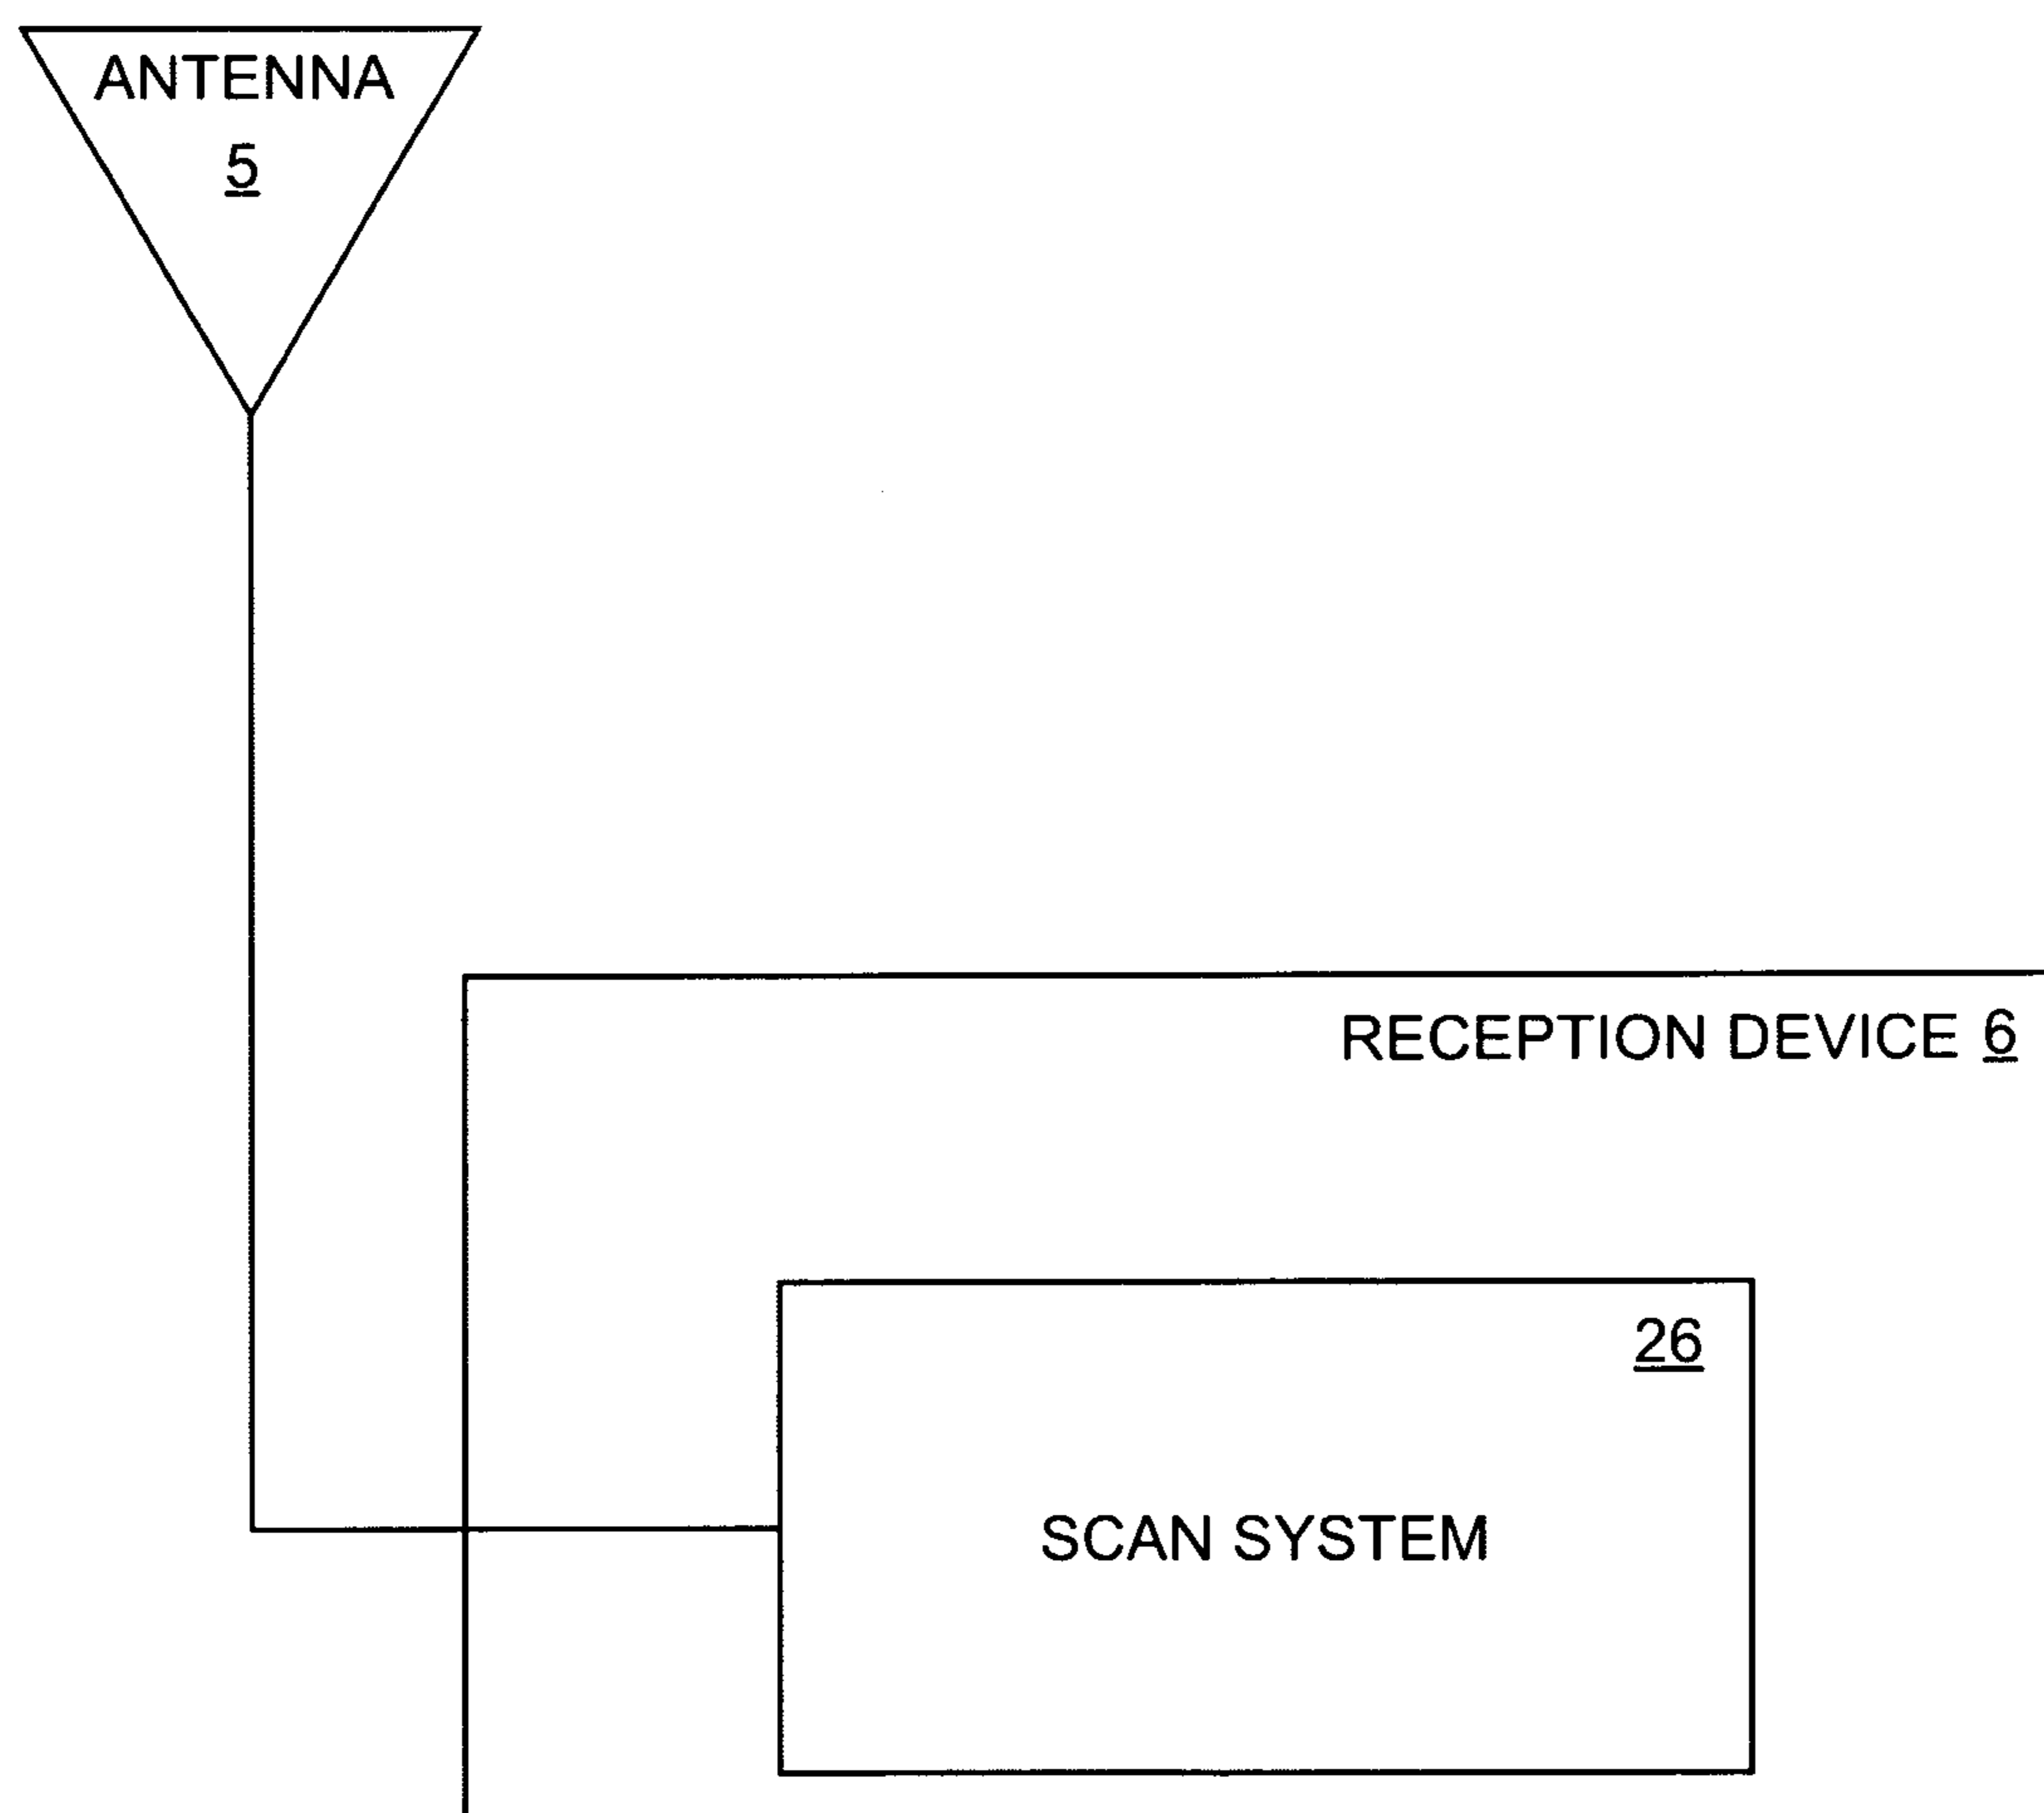 ANTENNA
5
RECEPTION DEVICE 6
26
SCAN SYSTEM